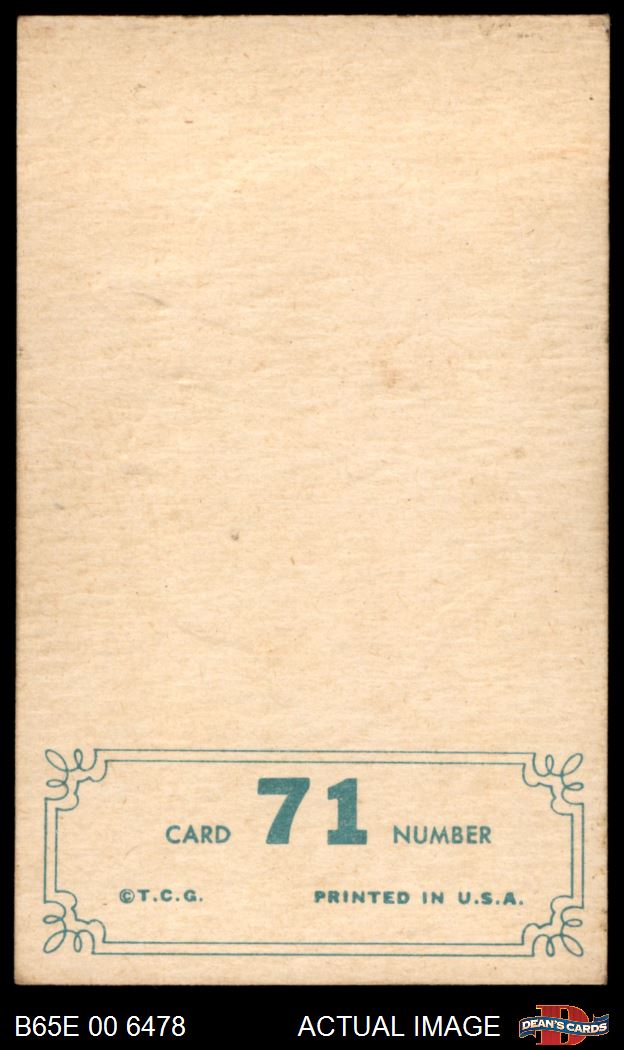 CARD 71 NUMBER
©T.C.G. PRINTED IN U.S.A.
B65E 00 6478 ACTUAL IMAGE DEAN'S CARDS